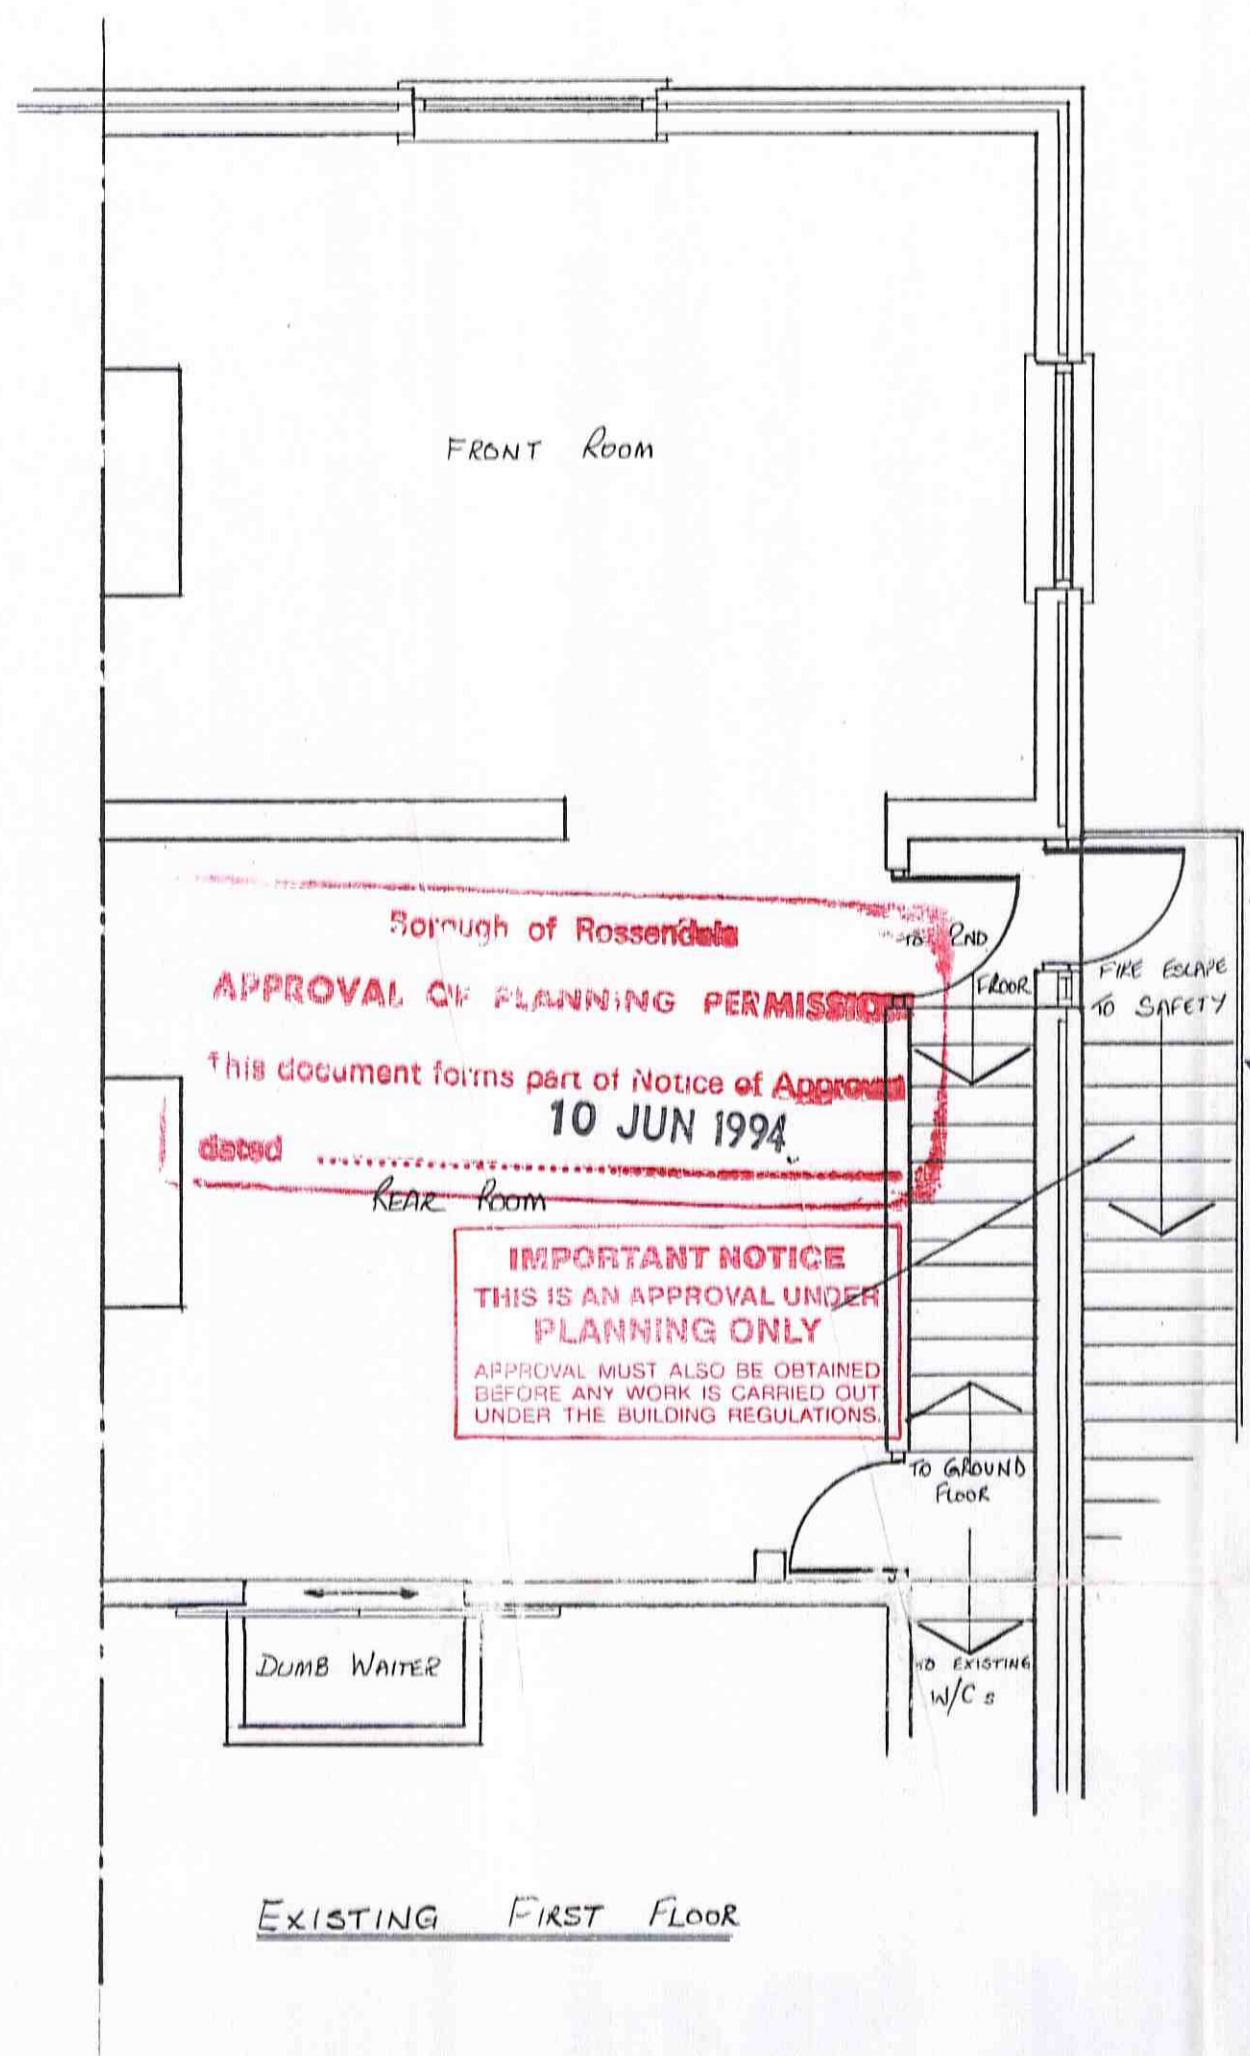 FRONT ROOM
Borough of Rossendale
APPROVAL OF PLANNING PERMISSION
This document forms part of Notice of Approval
10 JUN 1994
dated
REAR ROOM
IMPORTANT NOTICE
THIS IS AN APPROVAL UNDER
PLANNING ONLY
APPROVAL MUST ALSO BE OBTAINED
BEFORE ANY WORK IS CARRIED OUT
UNDER THE BUILDING REGULATIONS.
TO 2ND
FLOOR
FIRE ESCAPE
TO SAFETY
TO GROUND
FLOOR
TO EXISTING
W/Cs
DUMB WAITER
EXISTING FIRST FLOOR